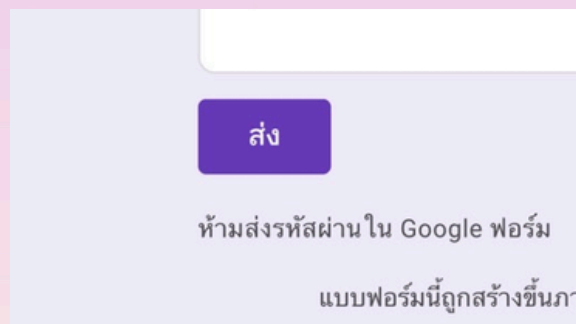 ส่ง
ห้ามส่งรหัสผ่านใน Google ฟอร์ม
แบบฟอร์มนี้ถูกสร้างขึ้น